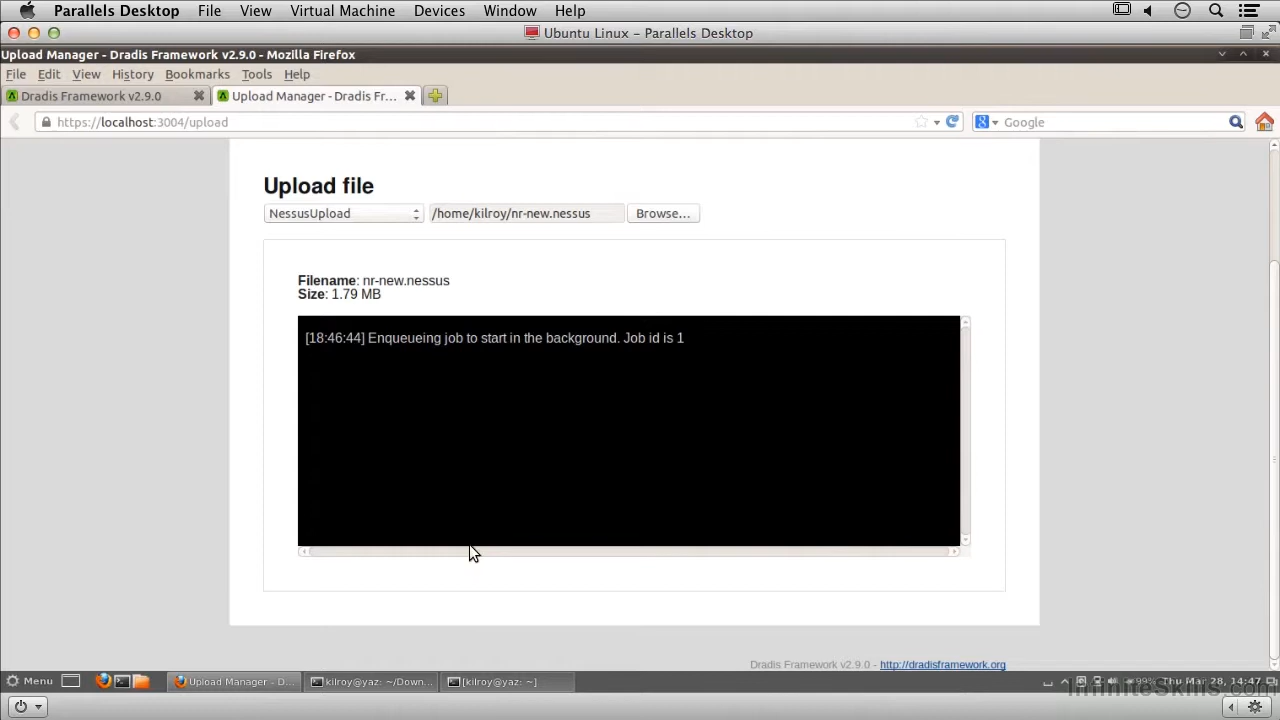 Parallels Desktop File View Virtual Machine Devices Window Help
Ubuntu Linux – Parallels Desktop
Upload Manager - Dradis Framework v2.9.0 - Mozilla Firefox
File Edit View History Bookmarks Tools Help
Dradis Framework v2.9.0 Upload Manager - Dradis Fr...
https://localhost:3004/upload Google
Upload file
NessusUpload /home/kilroy/nr-new.nessus Browse...
Filename: nr-new.nessus
Size: 1.79 MB
[18:46:44] Enqueueing job to start in the background. Job id is 1
Dradis Framework v2.9.0 - http://dradisframework.org
Menu Upload Manager - D... kilroy@yaz: ~/Down... [kilroy@yaz: ~] 99% Thu Mar 28, 14:47
InfiniteSkills.com